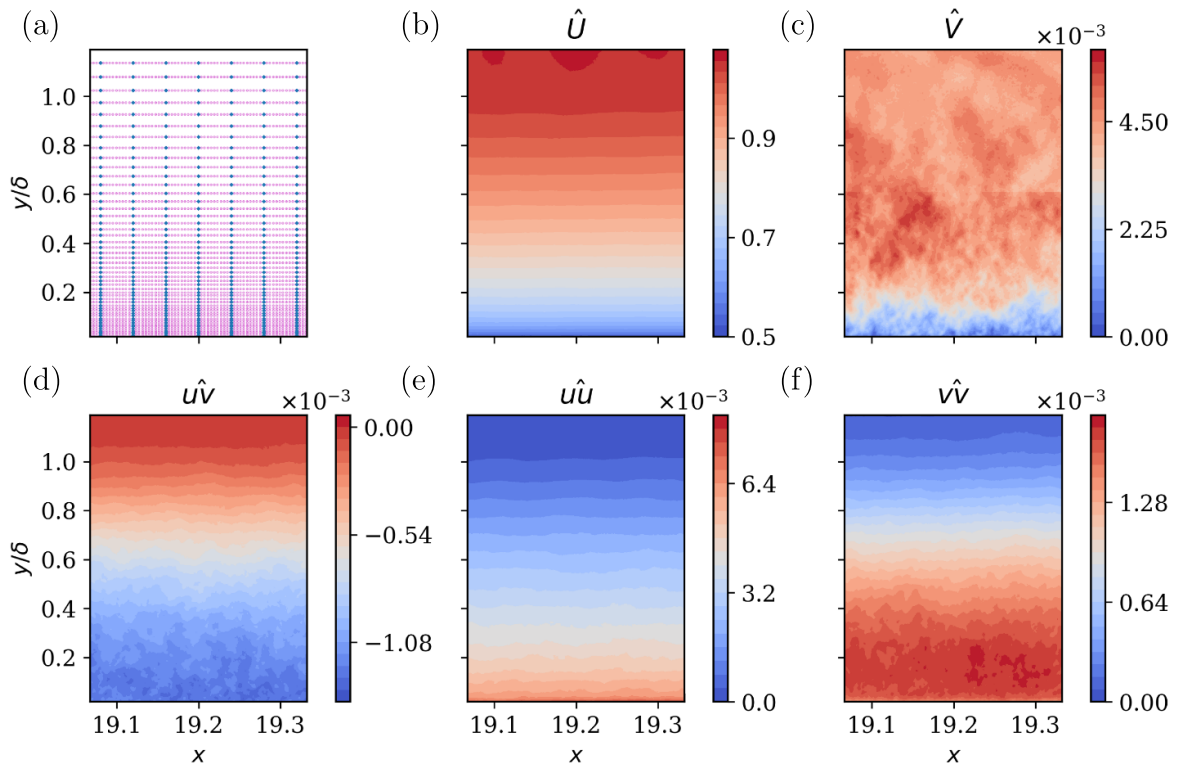 (a)
(b)
Û
(c)
V̂
×10⁻³
y/δ
1.0
0.8
0.6
0.4
0.2
0.9
0.7
0.5
4.50
2.25
0.00
(d)
uv̂
×10⁻³
(e)
uû
×10⁻³
(f)
vv̂
×10⁻³
y/δ
1.0
0.8
0.6
0.4
0.2
0.00
−0.54
−1.08
6.4
3.2
0.0
1.28
0.64
0.00
19.1 19.2 19.3
19.1 19.2 19.3
19.1 19.2 19.3
x
x
x